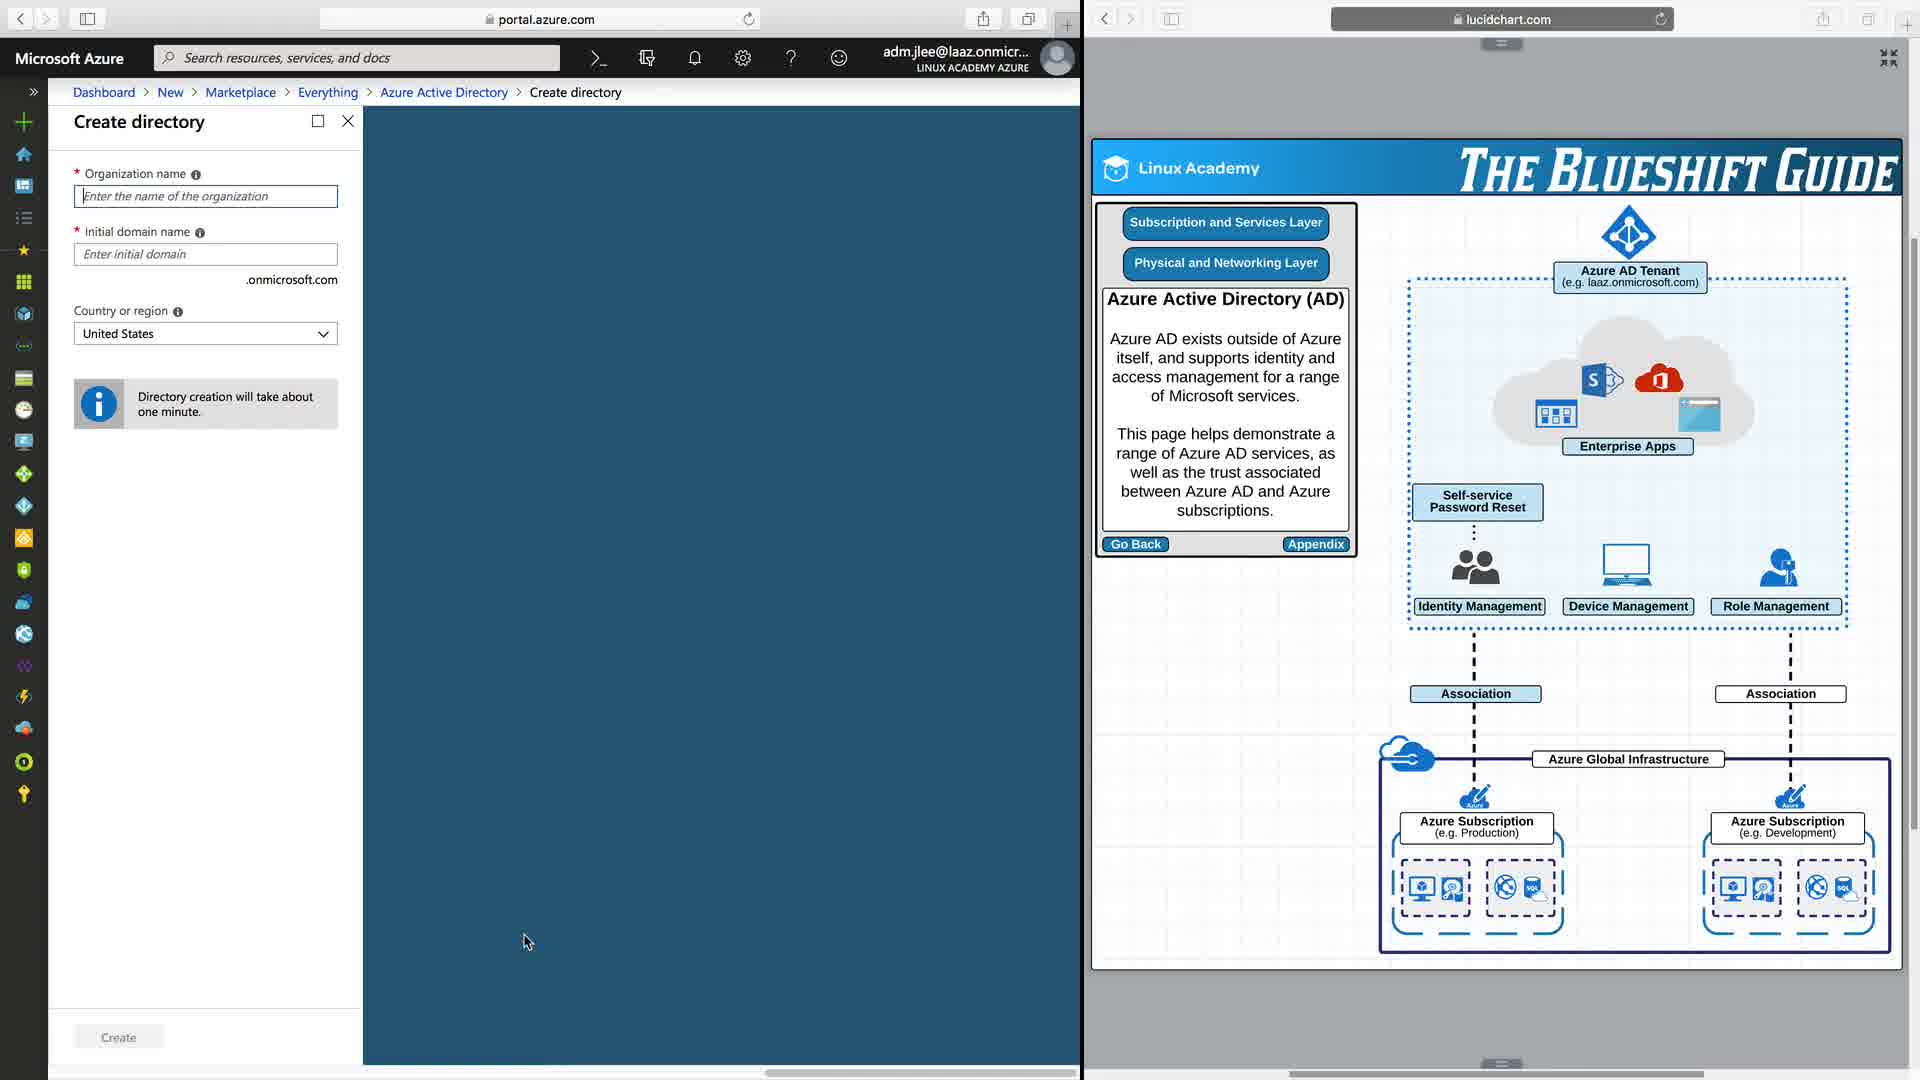 portal.azure.com
Microsoft Azure
Search resources, services, and docs
adm.jlee@laaz.onmicr...
LINUX ACADEMY AZURE
Dashboard > New > Marketplace > Everything > Azure Active Directory > Create directory
Create directory
* Organization name
Enter the name of the organization
* Initial domain name
Enter initial domain
.onmicrosoft.com
Country or region
United States
Directory creation will take about
one minute.
Create
lucidchart.com
Linux Academy
THE BLUESHIFT GUIDE
Subscription and Services Layer
Physical and Networking Layer
Azure Active Directory (AD)
Azure AD exists outside of Azure
itself, and supports identity and
access management for a range
of Microsoft services.
This page helps demonstrate a
range of Azure AD services, as
well as the trust associated
between Azure AD and Azure
subscriptions.
Go Back
Appendix
Azure AD Tenant
(e.g. laaz.onmicrosoft.com)
Enterprise Apps
Self-service
Password Reset
Identity Management
Device Management
Role Management
Association
Association
Azure Global Infrastructure
Azure Subscription
(e.g. Production)
Azure Subscription
(e.g. Development)